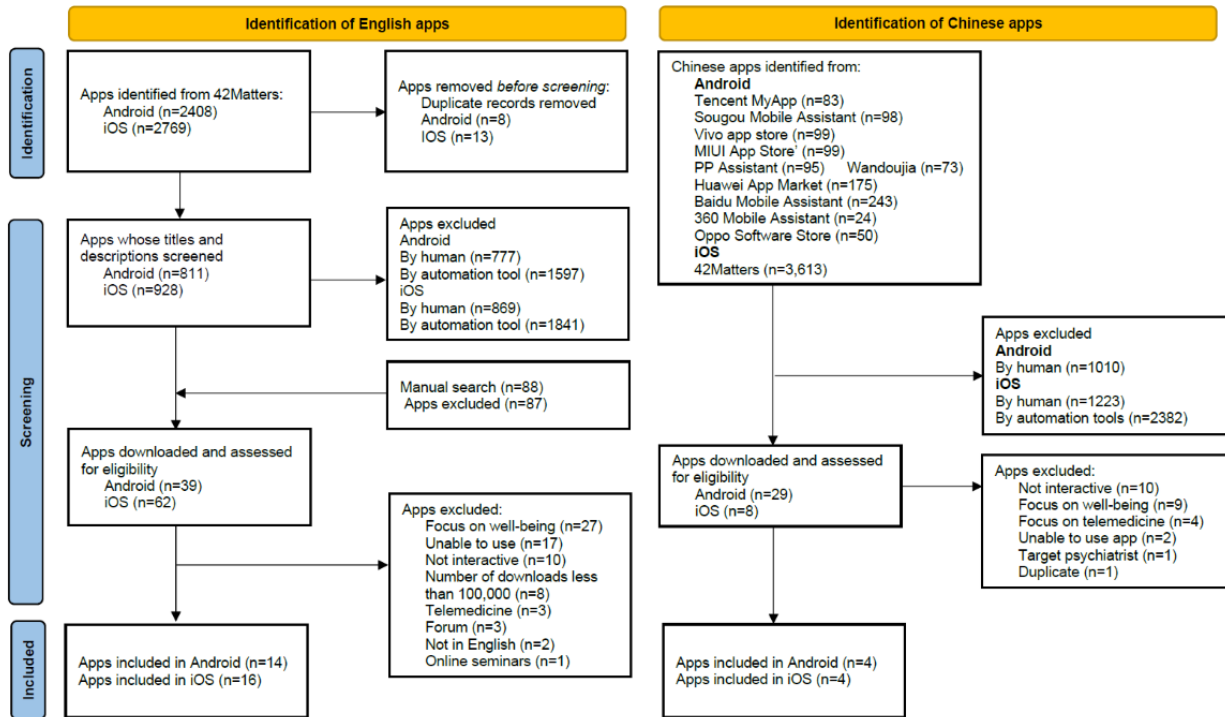 Identification of English apps
Identification of Chinese apps
Identification
Apps identified from 42Matters:
Android (n=2408)
iOS (n=2769)
Apps removed before screening:
Duplicate records removed
Android (n=8)
IOS (n=13)
Chinese apps identified from:
Android
Tencent MyApp (n=83)
Sougou Mobile Assistant (n=98)
Vivo app store (n=99)
MIUI App Store’ (n=99)
PP Assistant (n=95) Wandoujia (n=73)
Huawei App Market (n=175)
Baidu Mobile Assistant (n=243)
360 Mobile Assistant (n=24)
Oppo Software Store (n=50)
iOS
42Matters (n=3,613)
Screening
Apps whose titles and
descriptions screened
Android (n=811)
iOS (n=928)
Apps excluded
Android
By human (n=777)
By automation tool (n=1597)
iOS
By human (n=869)
By automation tool (n=1841)
Manual search (n=88)
Apps excluded (n=87)
Apps excluded
Android
By human (n=1010)
iOS
By human (n=1223)
By automation tools (n=2382)
Apps downloaded and assessed
for eligibility
Android (n=39)
iOS (n=62)
Apps excluded:
Focus on well-being (n=27)
Unable to use (n=17)
Not interactive (n=10)
Number of downloads less
than 100,000 (n=8)
Telemedicine (n=3)
Forum (n=3)
Not in English (n=2)
Online seminars (n=1)
Apps downloaded and assessed
for eligibility
Android (n=29)
iOS (n=8)
Apps excluded:
Not interactive (n=10)
Focus on well-being (n=9)
Focus on telemedicine (n=4)
Unable to use app (n=2)
Target psychiatrist (n=1)
Duplicate (n=1)
Included
Apps included in Android (n=14)
Apps included in iOS (n=16)
Apps included in Android (n=4)
Apps included in iOS (n=4)